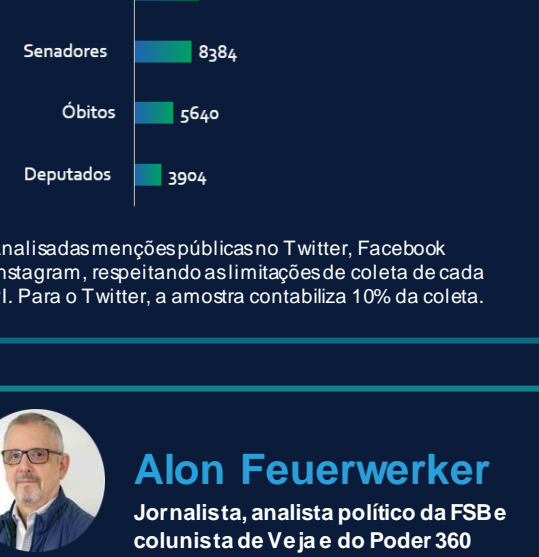 Senadores 8384
Óbitos 5640
Deputados 3904
nalisadas menções públicas no Twitter, Facebook
nstagram, respeitando as limitações de coleta de cada
I. Para o Twitter, a amostra contabiliza 10% da coleta.
Alon Feuerwerker
Jornalista, analista político da FSB e
colunista de Veja e do Poder 360